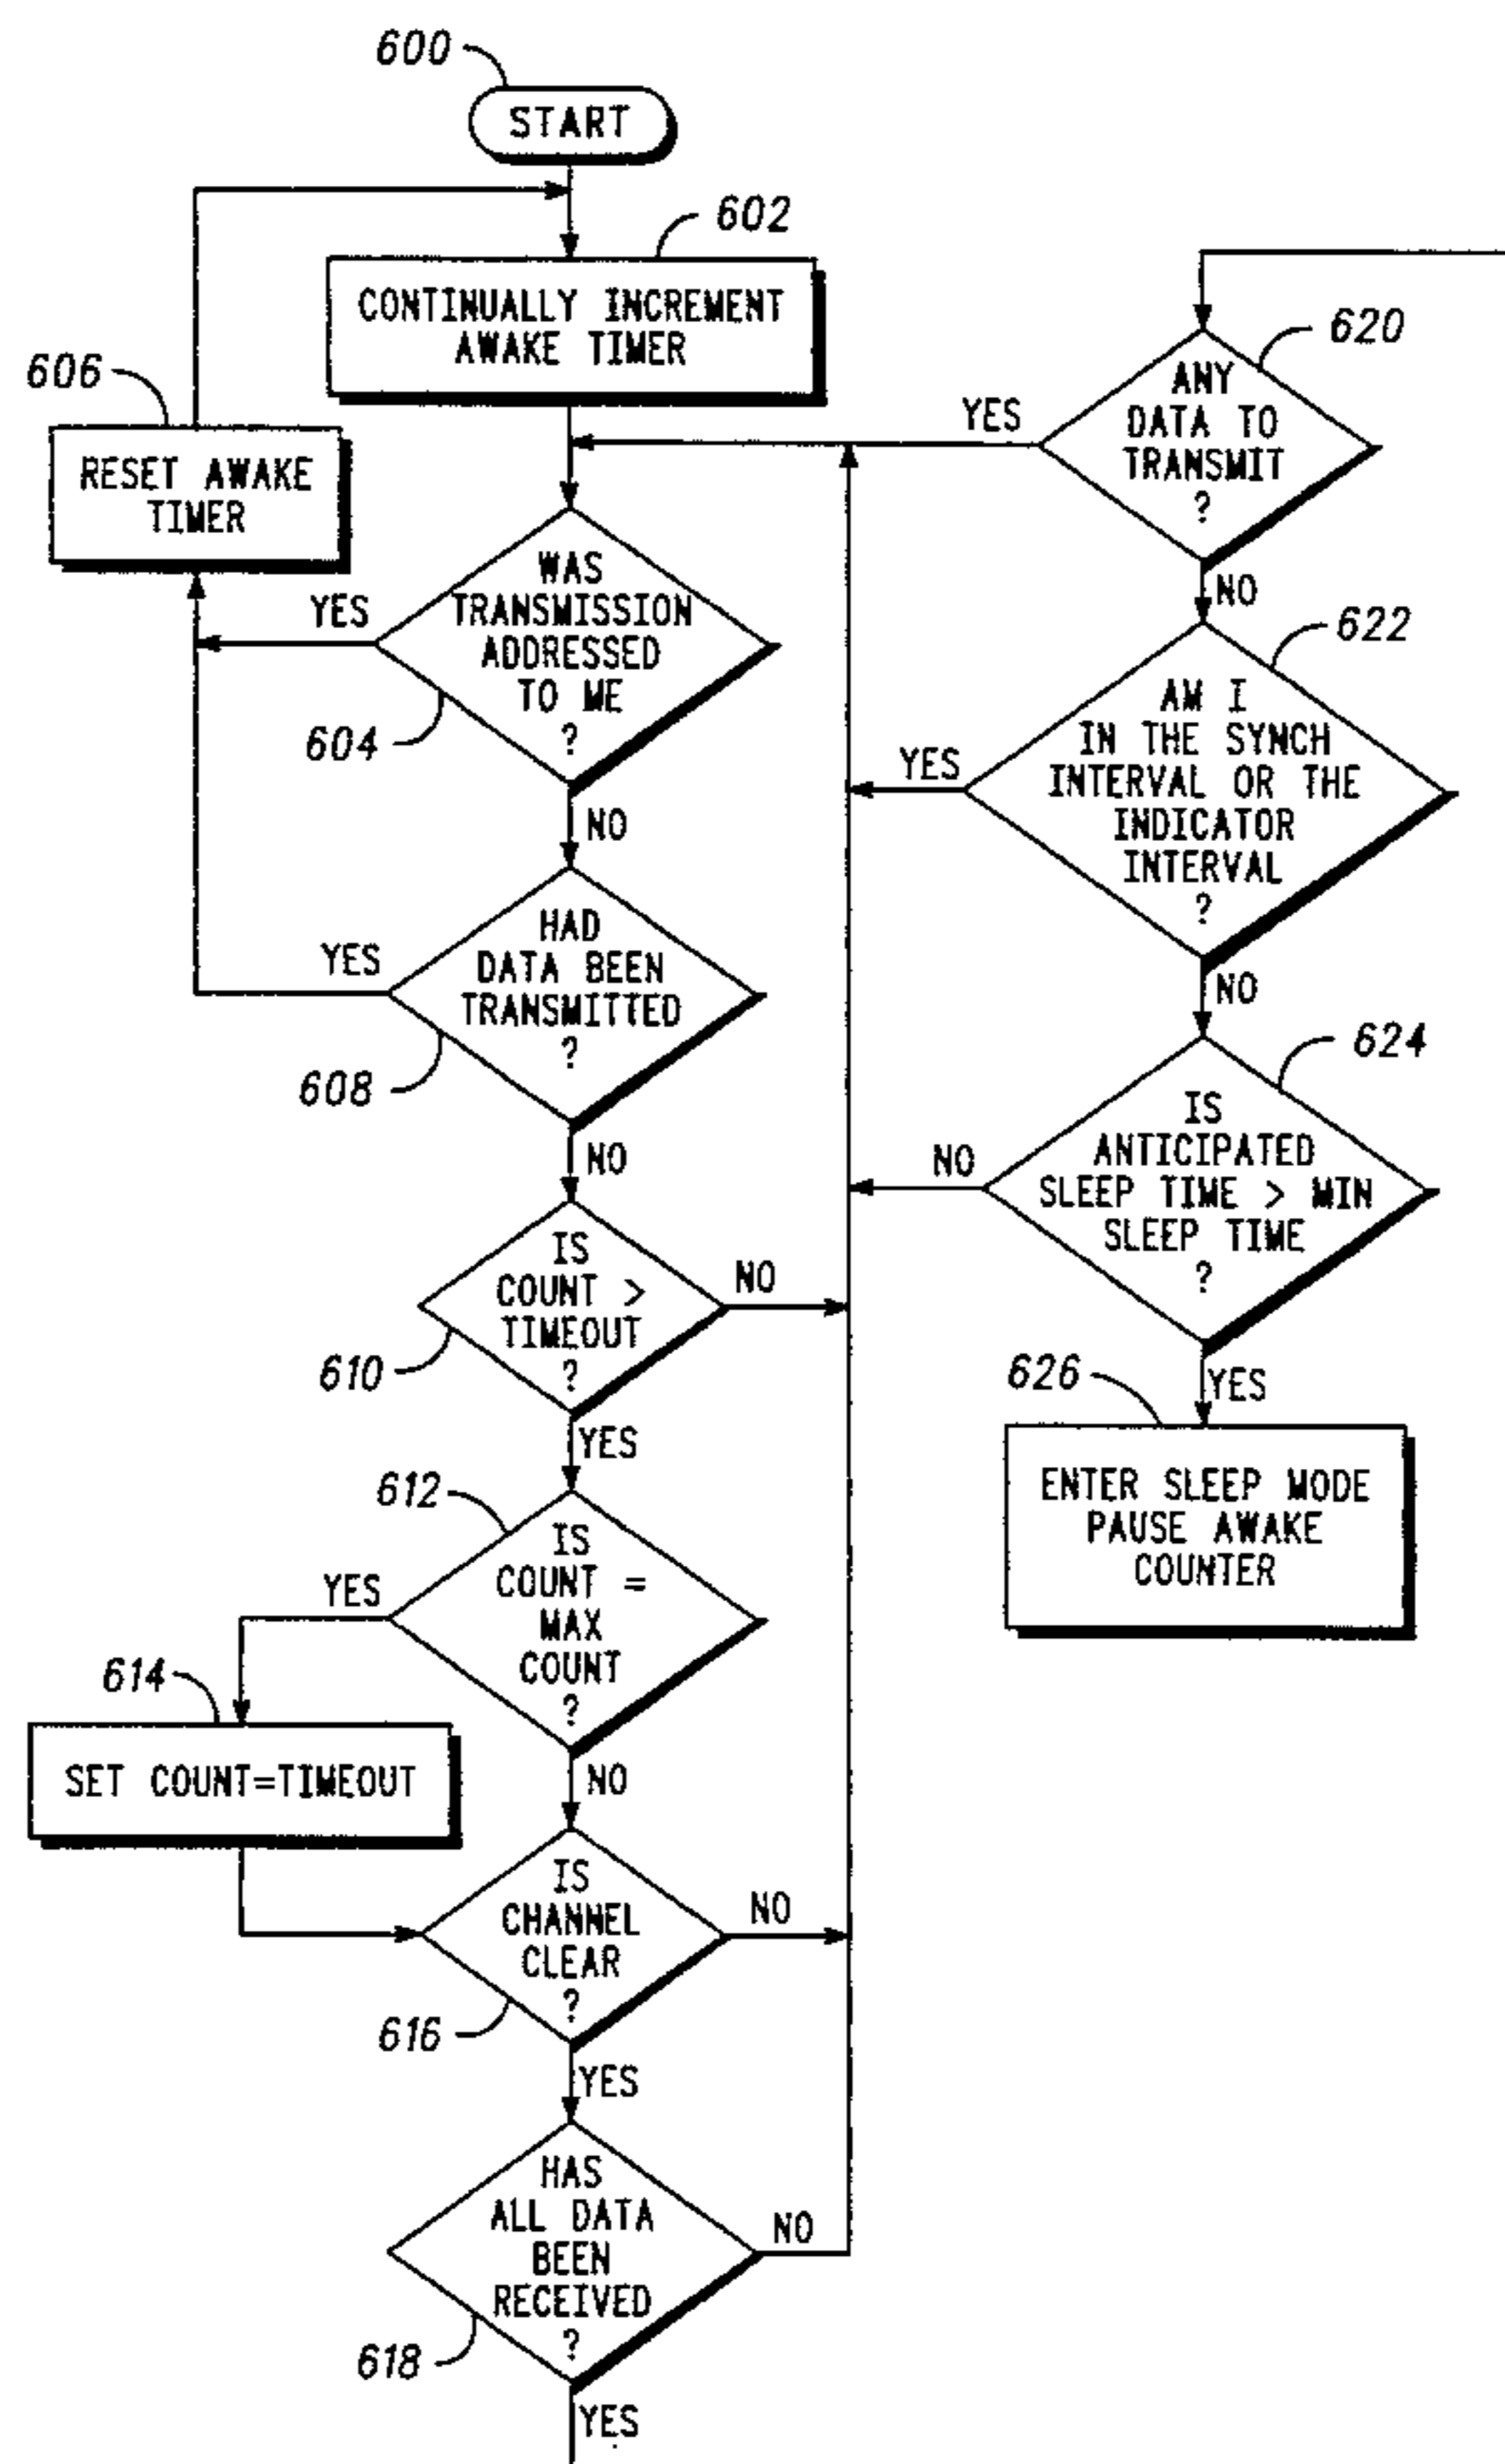 600
START
602
CONTINUALLY INCREMENT
AWAKE TIMER
606
RESET AWAKE
TIMER
YES
WAS
TRANSMISSION
ADDRESSED
TO ME
?
604
NO
YES
HAD
DATA BEEN
TRANSMITTED
?
608
NO
IS
COUNT >
TIMEOUT
?
NO
610
YES
612
IS
COUNT =
MAX
COUNT
?
YES
614
SET COUNT=TIMEOUT
NO
IS
CHANNEL
CLEAR
?
NO
616
YES
HAS
ALL DATA
BEEN
RECEIVED
?
NO
618
YES
620
ANY
DATA TO
TRANSMIT
?
YES
NO
622
AM I
IN THE SYNCH
INTERVAL OR THE
INDICATOR
INTERVAL
?
YES
NO
624
IS
ANTICIPATED
SLEEP TIME > MIN
SLEEP TIME
?
NO
YES
626
ENTER SLEEP MODE
PAUSE AWAKE
COUNTER